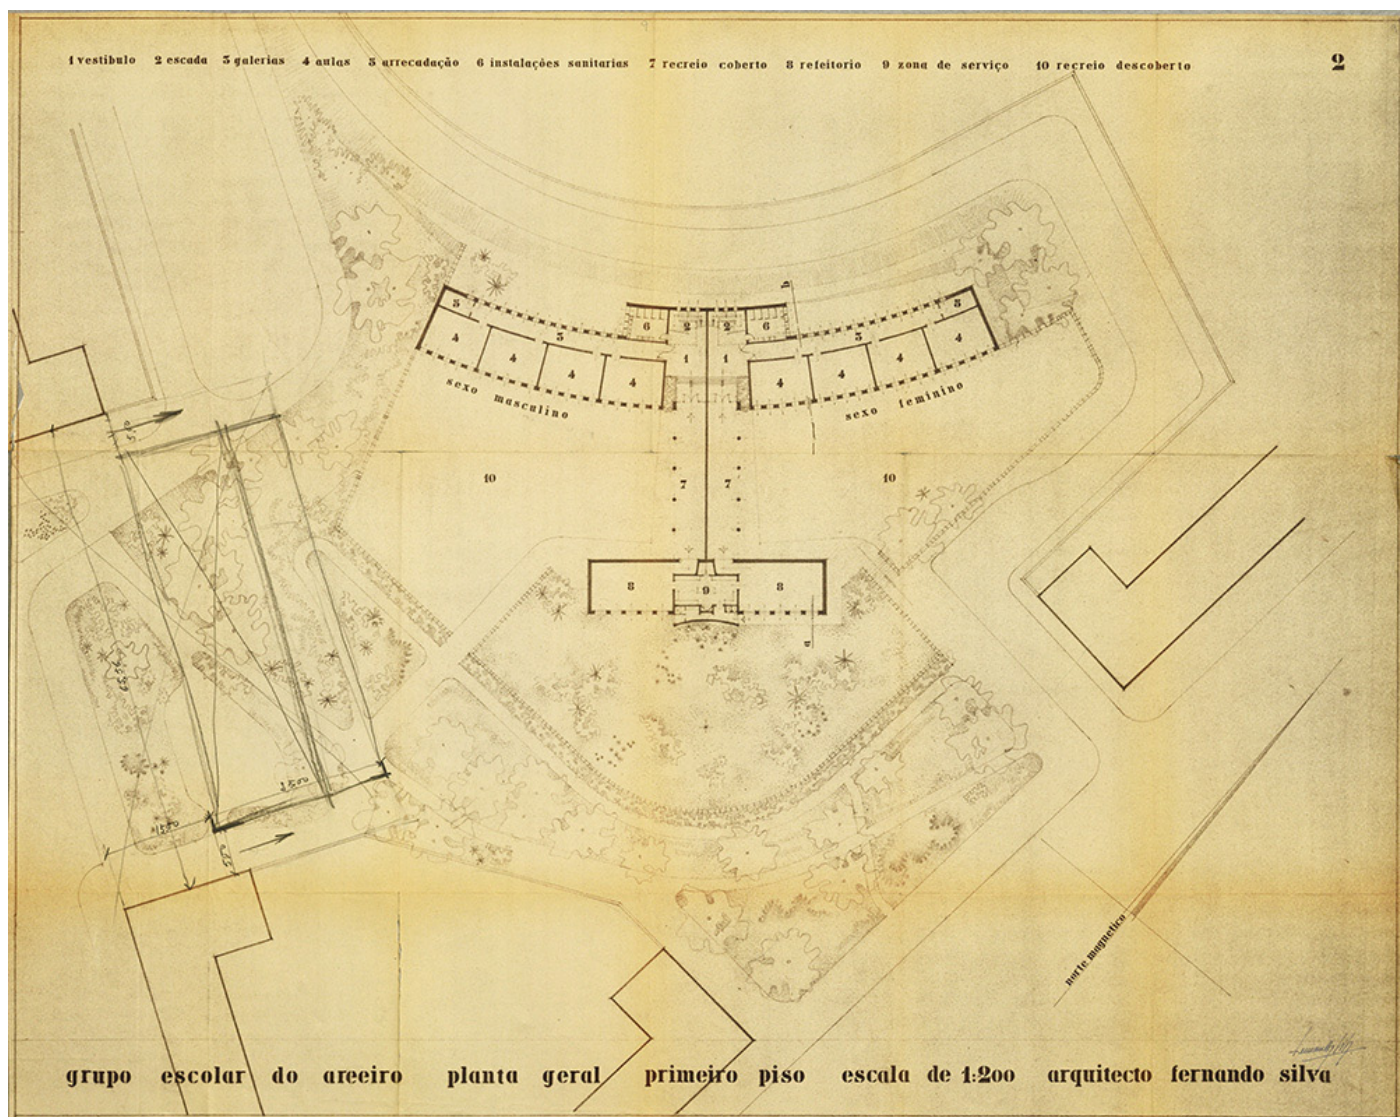 1 vestibulo 2 escada 3 galerias 4 aulas 5 arrecadação 6 instalações sanitarias 7 recreio coberto 8 refeitorio 9 zona de serviço 10 recreio descoberto
2
5 6 2 2 6 5
3 3
4 4 4 4 1 1 4 4 4 4
sexo masculino sexo feminino
10 7 7 10
8 9 8
norte magnetico
grupo escolar do areeiro planta geral primeiro piso escala de 1:200 arquitecto fernando silva